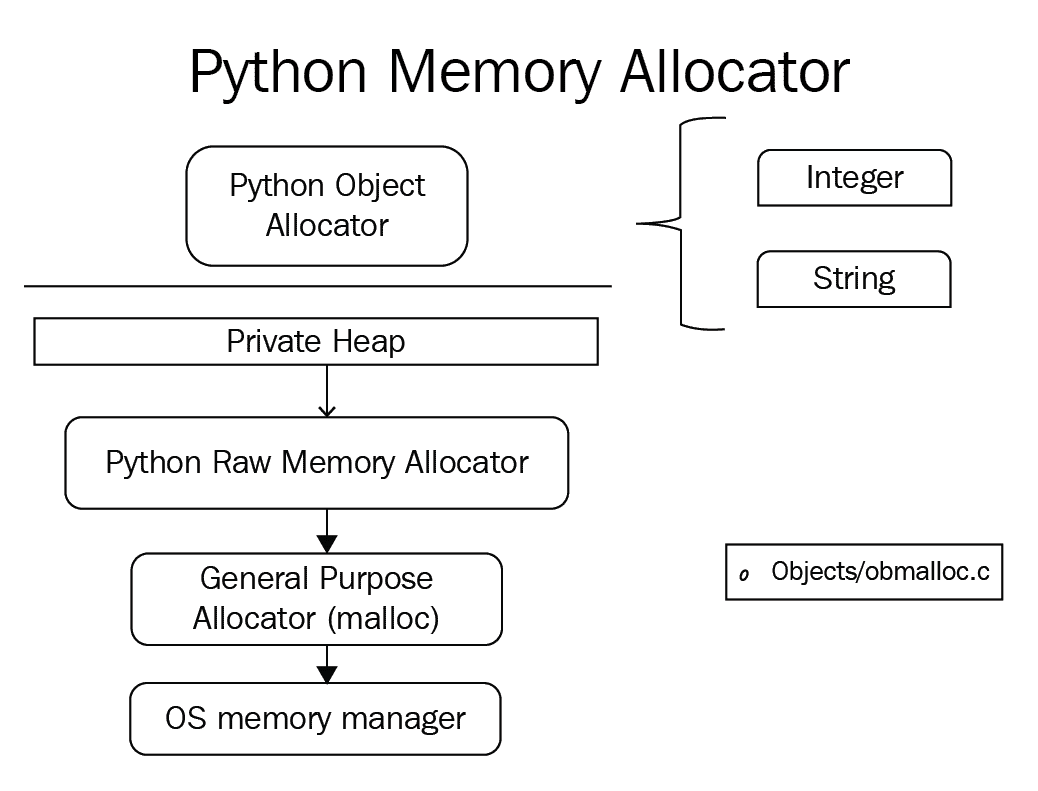 Python Memory Allocator
Python Object
Allocator
Integer
String
Private Heap
Python Raw Memory Allocator
General Purpose
Allocator (malloc)
o Objects/obmalloc.c
OS memory manager